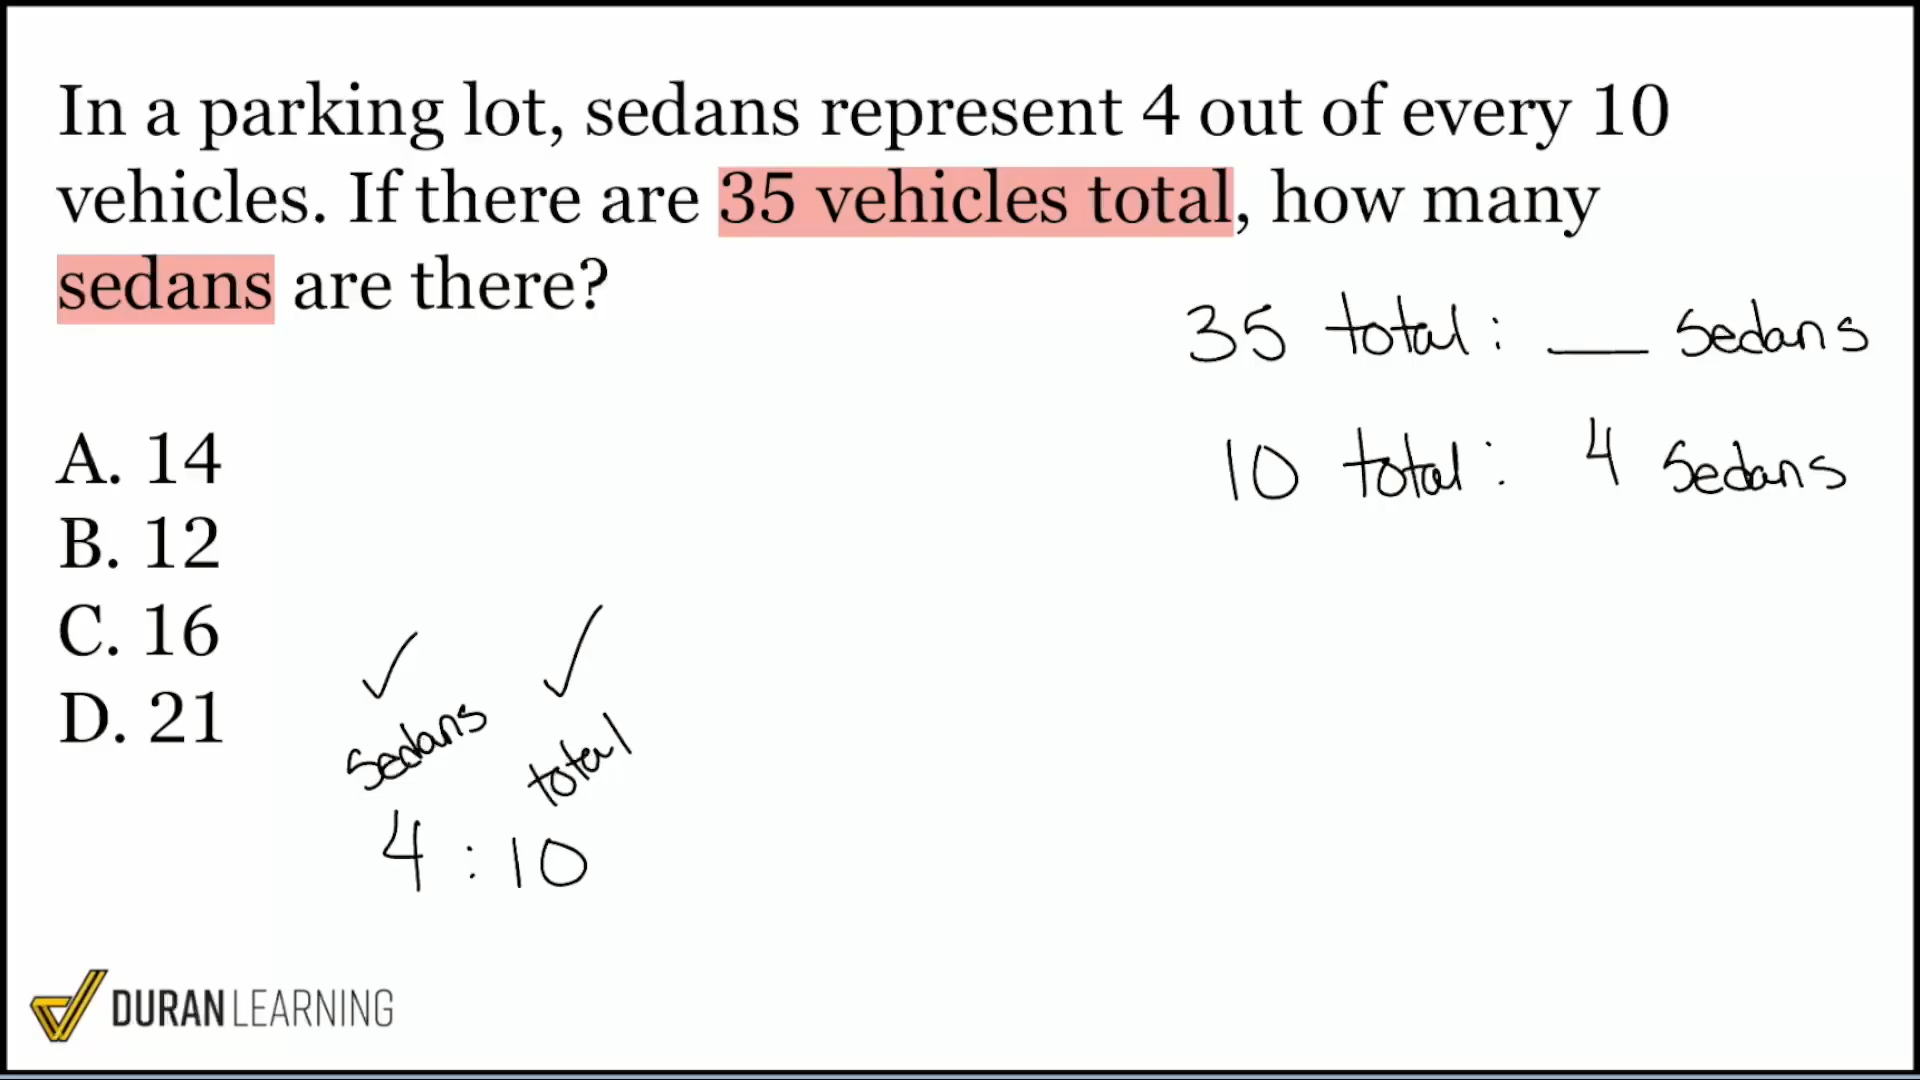 In a parking lot, sedans represent 4 out of every 10
vehicles. If there are 35 vehicles total, how many
sedans are there?
35 total: __ sedans
10 total: 4 sedans
A. 14
B. 12
C. 16
D. 21
sedans total
4 : 10
DURAN LEARNING